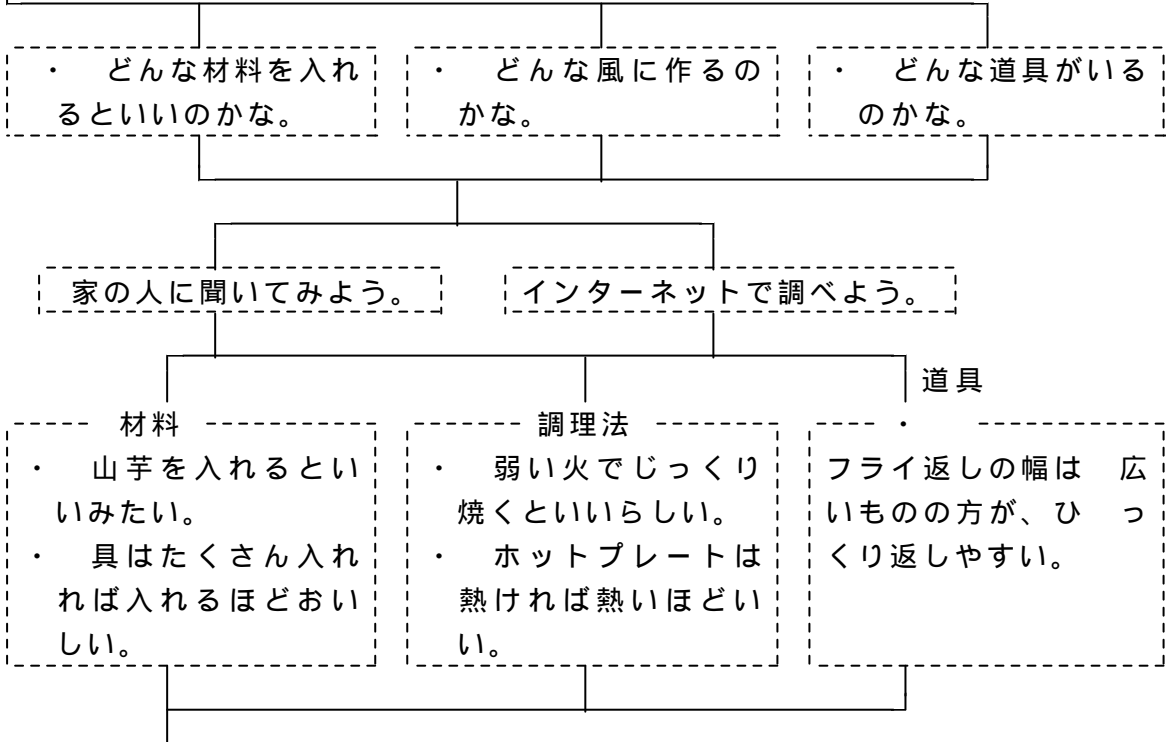 ・ どんな材料を入れ
るといいのかな。
・ どんな風に作るの
かな。
・ どんな道具がいる
のかな。
家の人に聞いてみよう。
インターネットで調べよう。
材料
・ 山芋を入れるとい
いみたい。
・ 具はたくさん入れ
れば入れるほどおい
しい。
調理法
・ 弱い火でじっくり
焼くといいらしい。
・ ホットプレートは
熱ければ熱いほどい
い。
道具
・
フライ返しの幅は 広
いものの方が、ひ っ
くり返しやすい。